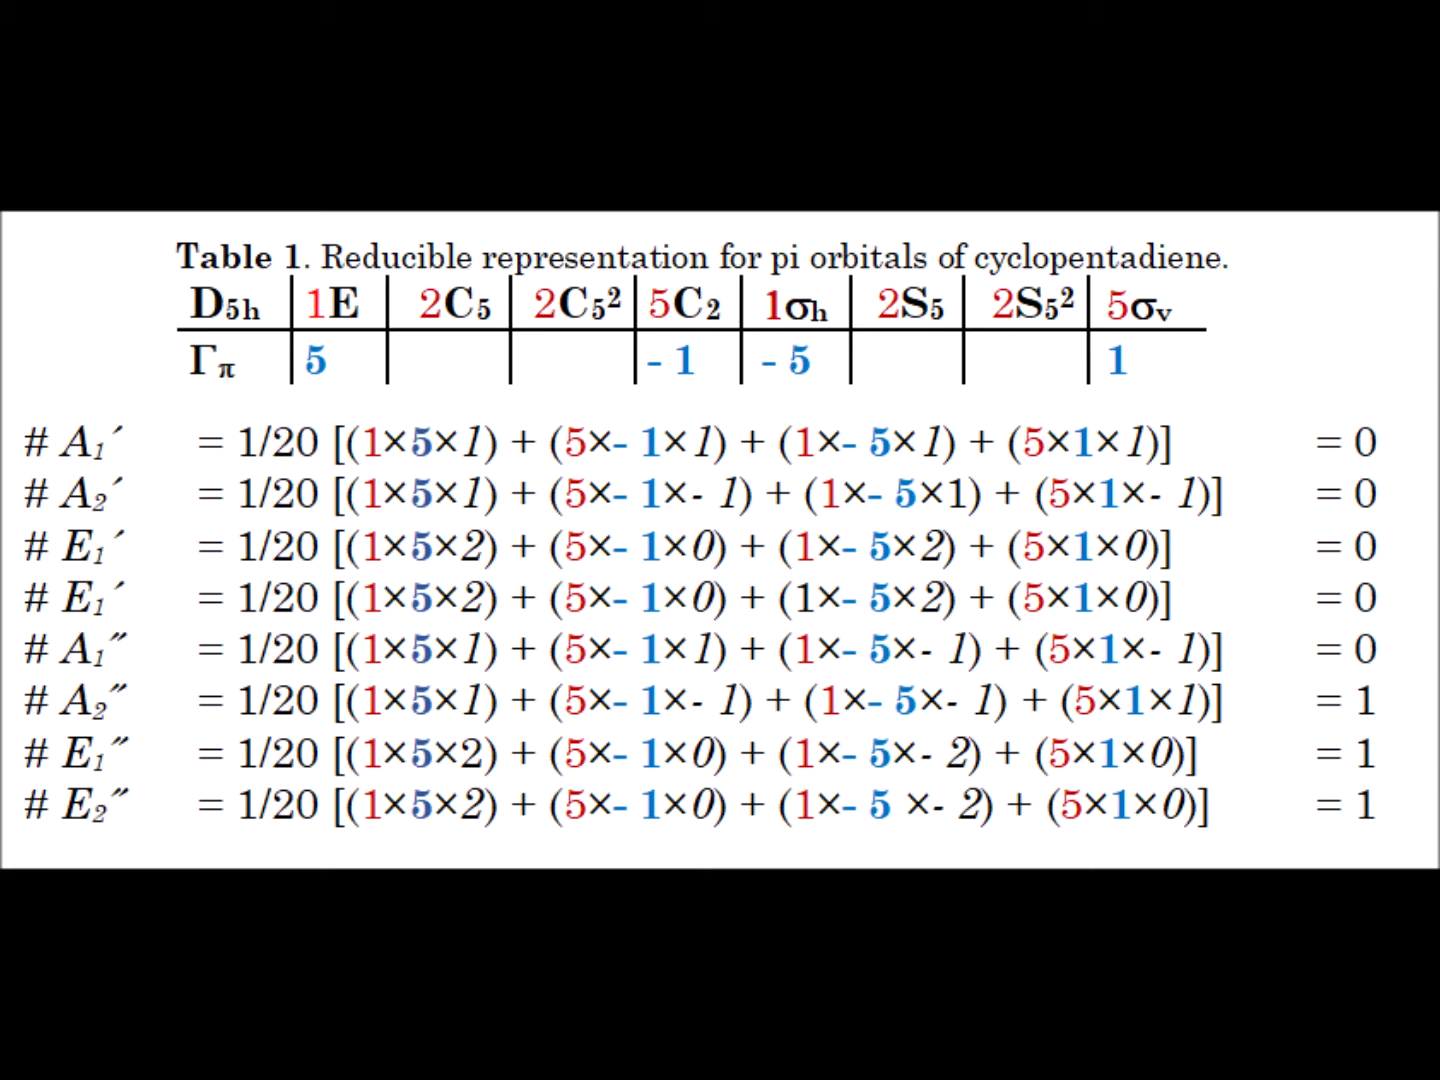 Table 1. Reducible representation for pi orbitals of cyclopentadiene.
D₅ₕ 1E 2C₅ 2C₅² 5C₂ 1σₕ 2S₅ 2S₅² 5σᵥ
Γπ 5 - 1 - 5 1
# A₁´ = 1/20 [(1×5×1) + (5×- 1×1) + (1×- 5×1) + (5×1×1)] = 0
# A₂´ = 1/20 [(1×5×1) + (5×- 1×- 1) + (1×- 5×1) + (5×1×- 1)] = 0
# E₁´ = 1/20 [(1×5×2) + (5×- 1×0) + (1×- 5×2) + (5×1×0)] = 0
# E₁´ = 1/20 [(1×5×2) + (5×- 1×0) + (1×- 5×2) + (5×1×0)] = 0
# A₁˝ = 1/20 [(1×5×1) + (5×- 1×1) + (1×- 5×- 1) + (5×1×- 1)] = 0
# A₂˝ = 1/20 [(1×5×1) + (5×- 1×- 1) + (1×- 5×- 1) + (5×1×1)] = 1
# E₁˝ = 1/20 [(1×5×2) + (5×- 1×0) + (1×- 5×- 2) + (5×1×0)] = 1
# E₂˝ = 1/20 [(1×5×2) + (5×- 1×0) + (1×- 5 ×- 2) + (5×1×0)] = 1